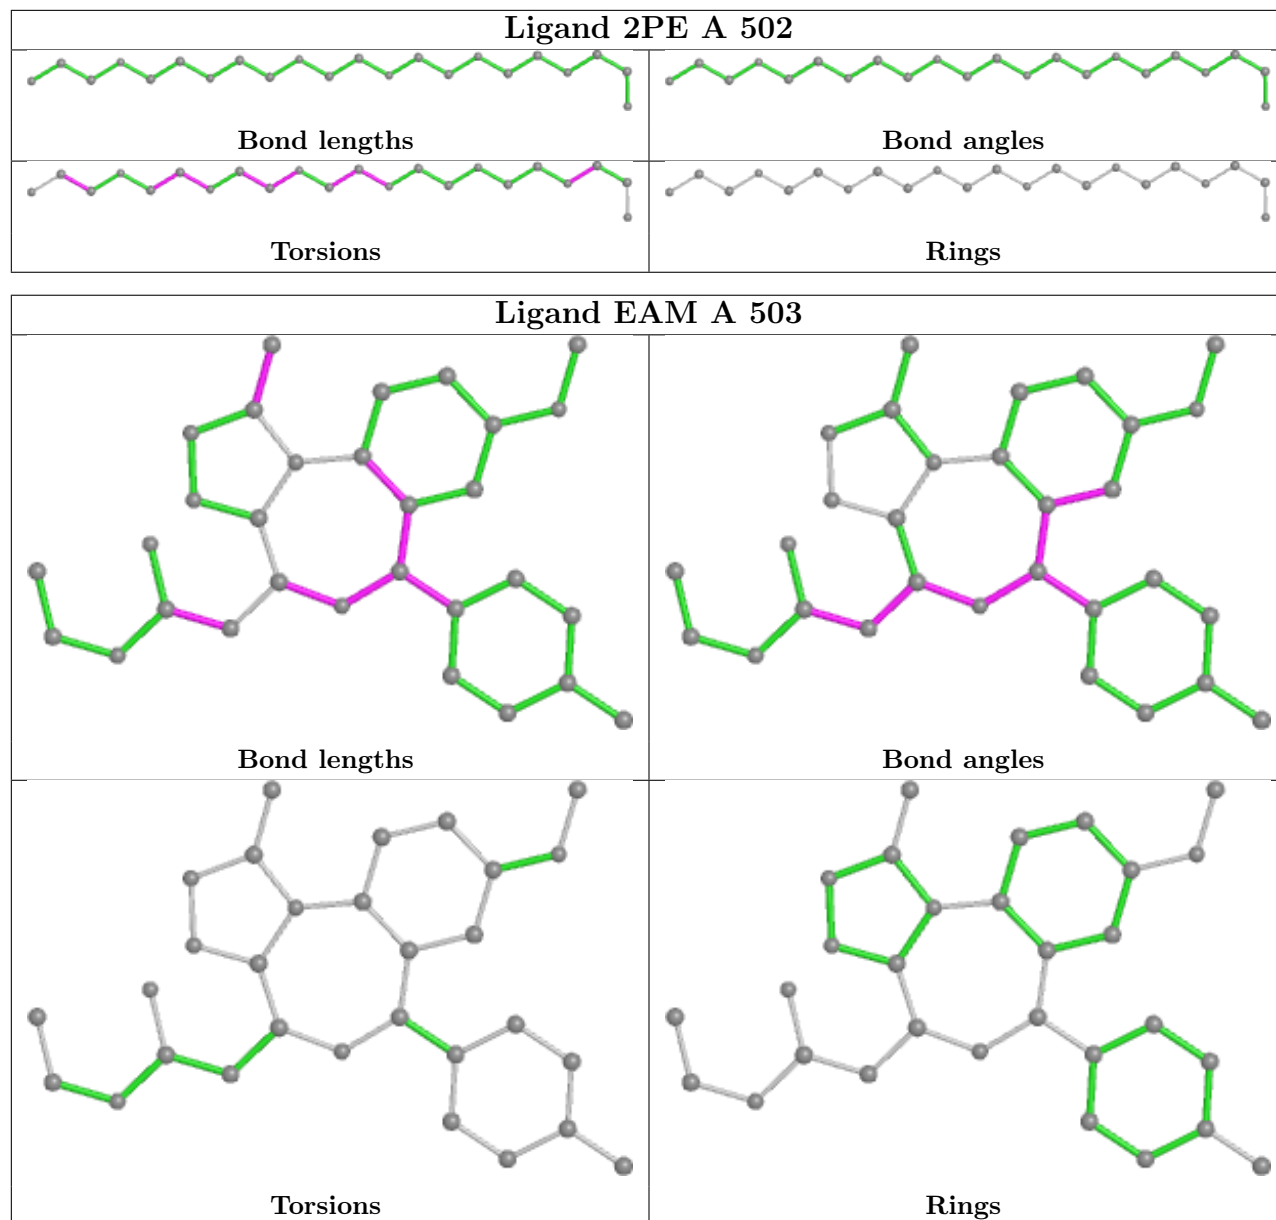 Ligand 2PE A 502
Bond lengths
Bond angles
Torsions
Rings
Ligand EAM A 503
Bond lengths
Bond angles
Torsions
Rings